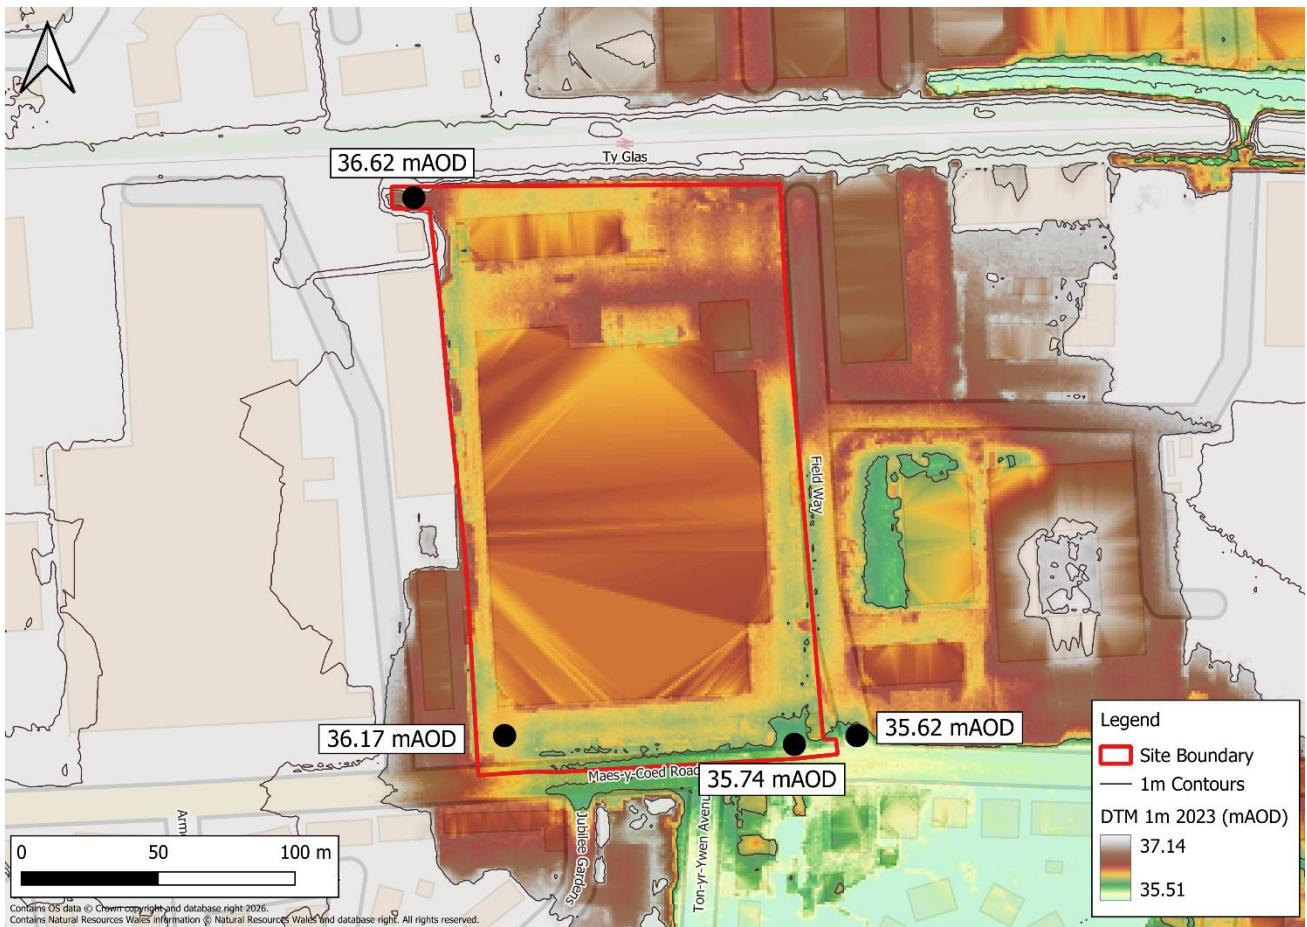 Ty Glas
36.62 mAOD
Field Way
36.17 mAOD
35.62 mAOD
35.74 mAOD
Maes-y-Coed Road
Jubilee Gardens
Ton-yr-Ywen Avenu
Legend
Site Boundary
1m Contours
DTM 1m 2023 (mAOD)
37.14
35.51
0 50 100 m
Contains OS data © Crown copyright and database right 2026.
Contains Natural Resources Wales information © Natural Resources Wales and database right. All rights reserved.